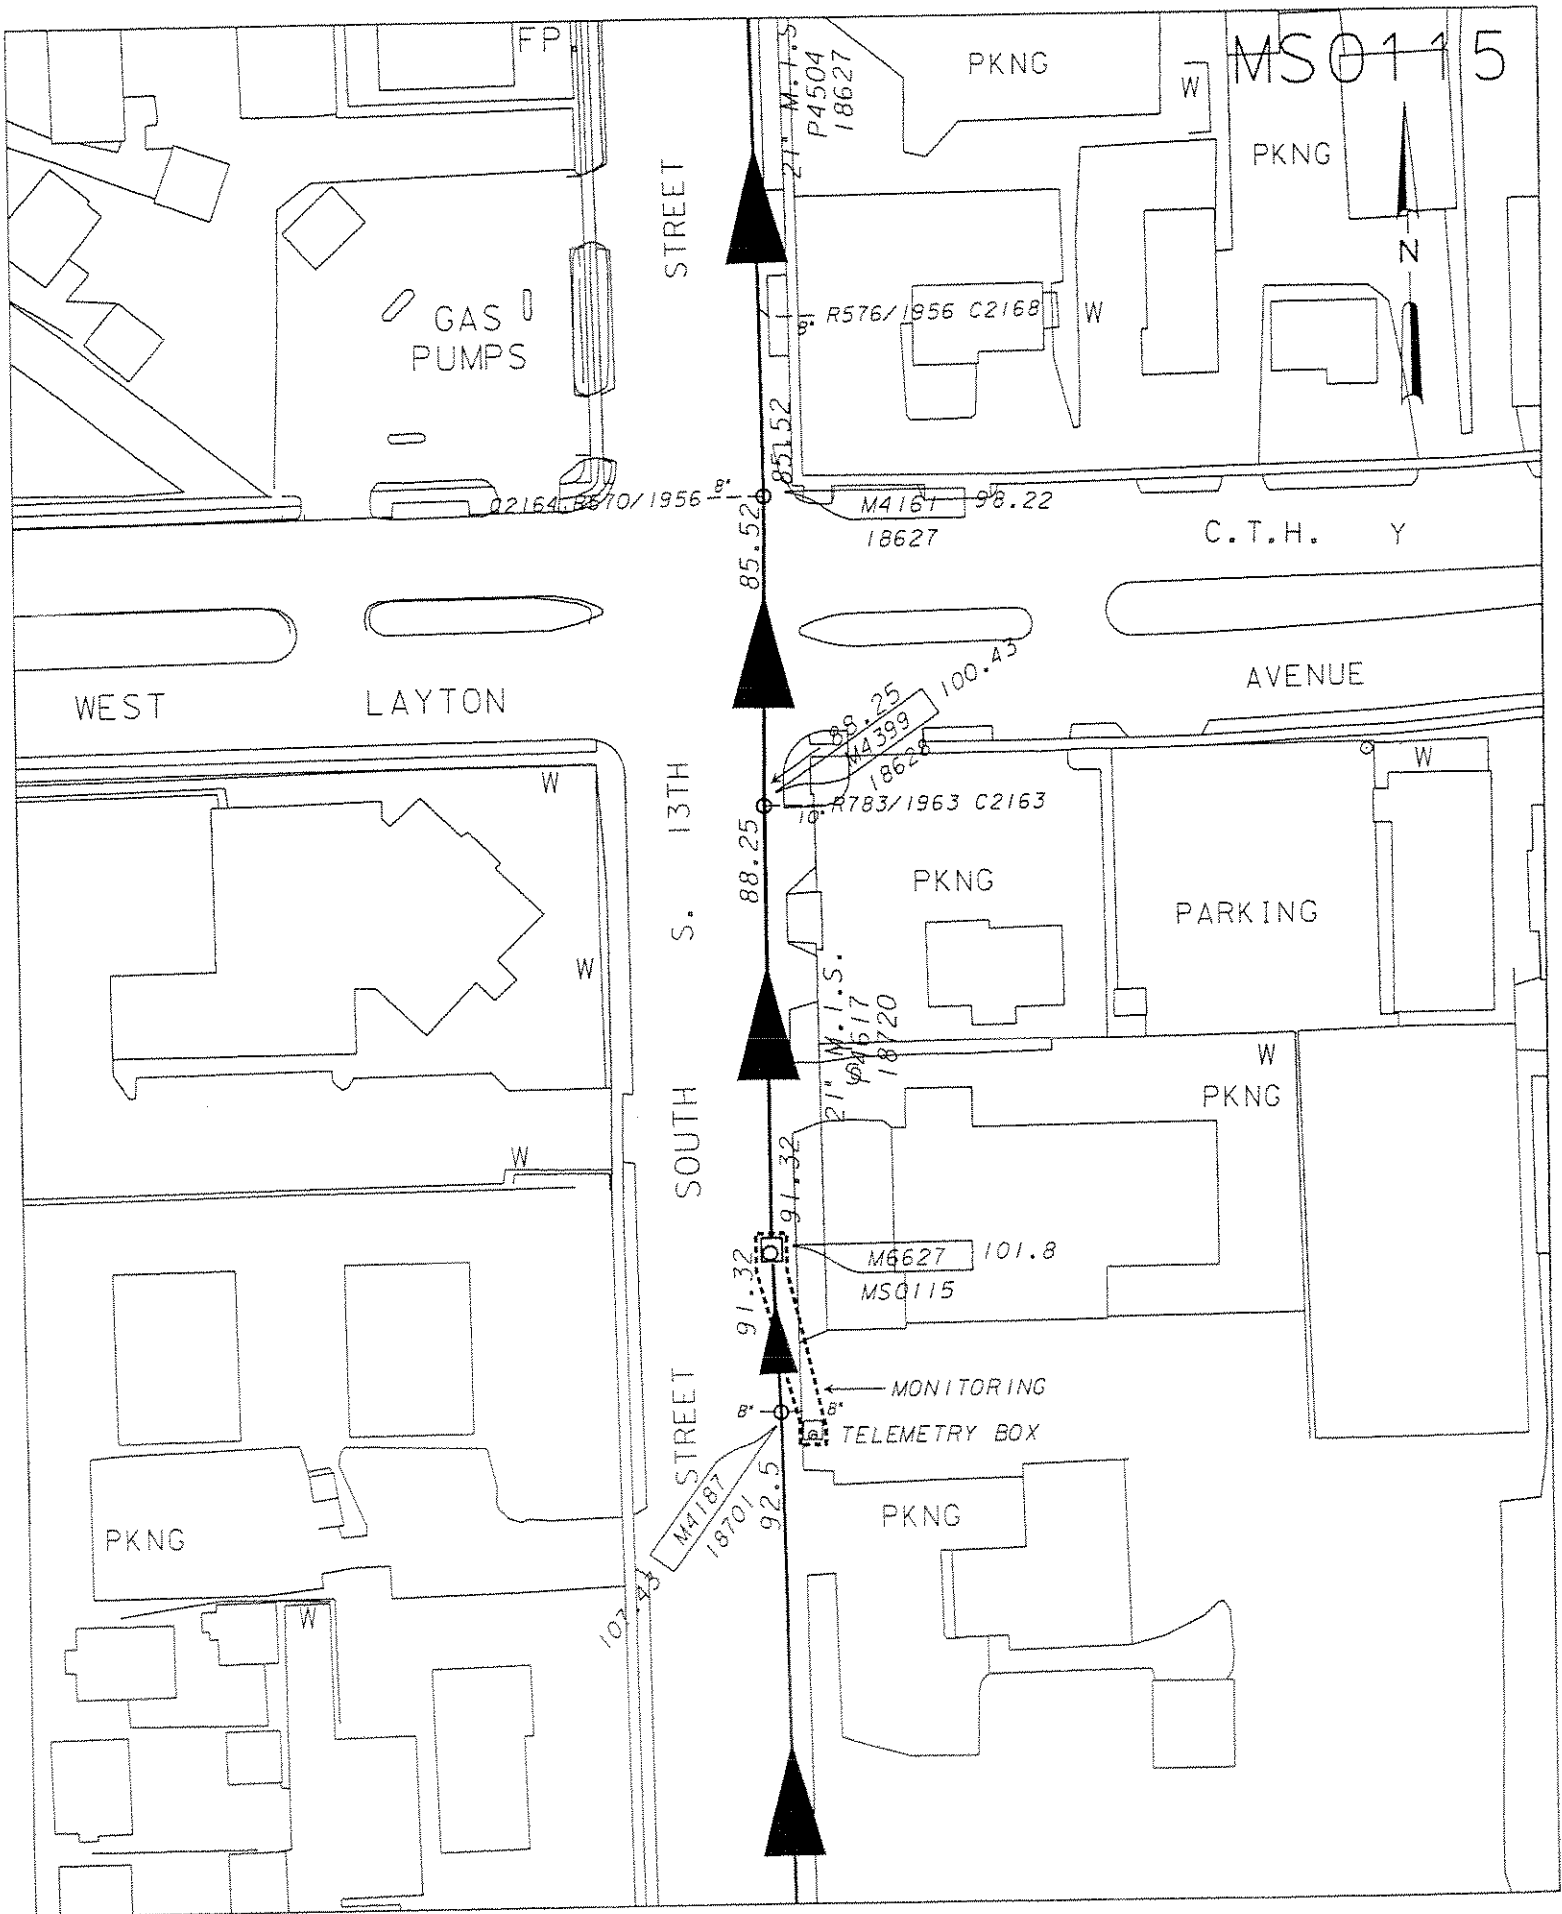 MS0115
FP
21" M.I.S
P4504
18627
PKNG
W
PKNG
STREET
N
GAS
PUMPS
8"
R576/1956 C2168
W
85.52
8"
C2164 R570/1956
M4161
98.22
18627
85.52
C.T.H. Y
WEST LAYTON
AVENUE
88.25
M4399
100.43
18628
W
W
S. 13TH
10"
R783/1963 C2163
88.25
PKNG
PARKING
W
21" M.I.S.
P4617
18720
W
PKNG
SOUTH
W
91.32
M6627
101.8
MS0115
91.32
MONITORING
8"
8"
TELEMETRY BOX
STREET
M4187
18701
107.43
92.5
PKNG
PKNG
W